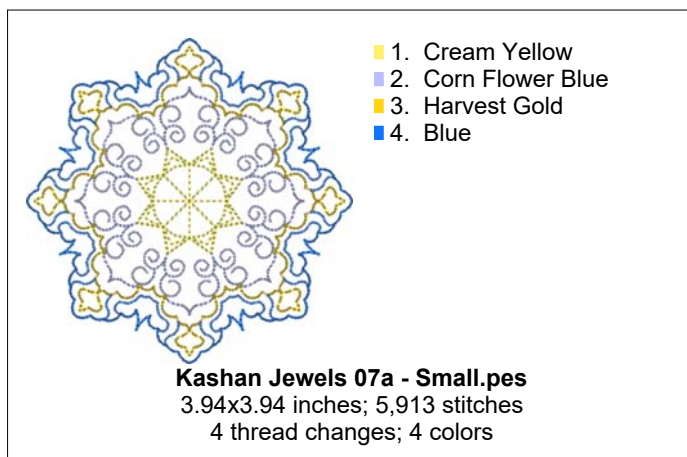 1. Cream Yellow
2. Corn Flower Blue
3. Harvest Gold
4. Blue
Kashan Jewels 07a - Small.pes
3.94x3.94 inches; 5,913 stitches
4 thread changes; 4 colors